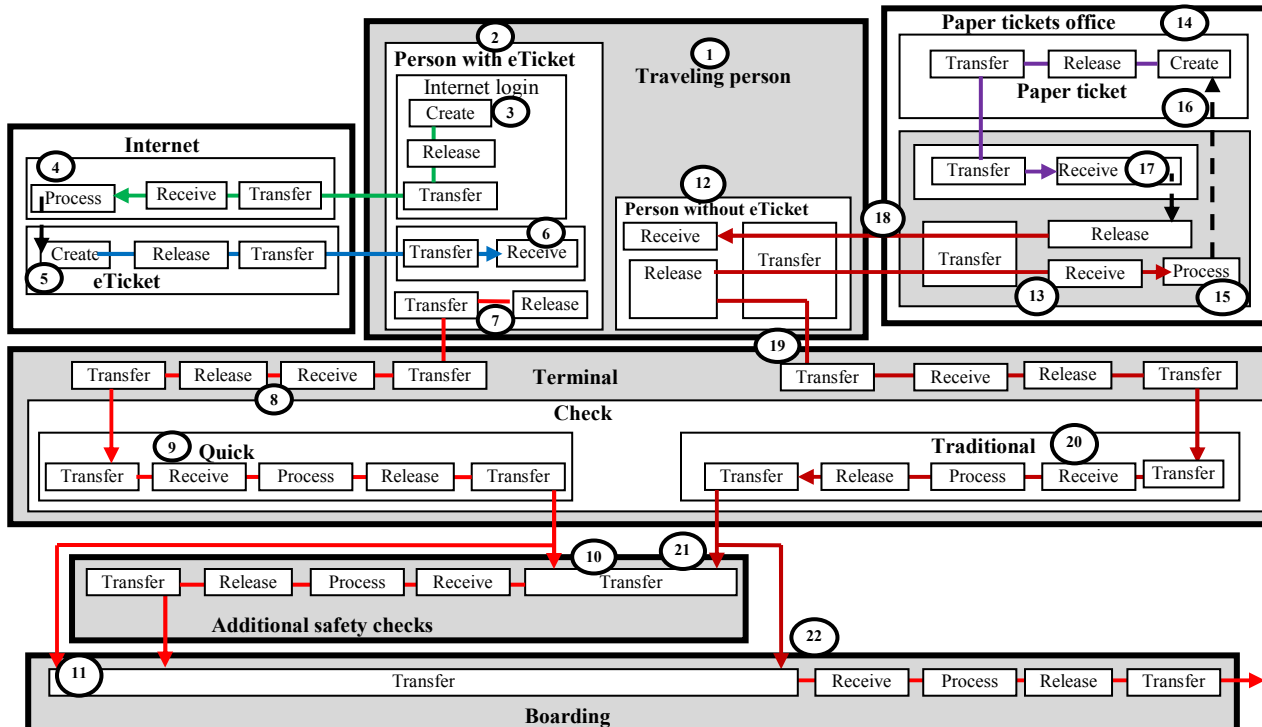 2
1
14
Paper tickets office
Person with eTicket
Traveling person
Internet login
Transfer Release Create
Paper ticket
Create 3
16
Internet
Release
4
Transfer Receive 17
Process Receive Transfer Transfer
12
Person without eTicket
18
6
Receive
Release
Create Release Transfer
Transfer Receive
Transfer
Transfer
Release
Receive Process
5 eTicket
13
15
Transfer Release
7
19
Transfer Release Receive Transfer
Terminal
Transfer Receive Release Transfer
8
Check
9 Quick
Traditional 20
Transfer Receive Process Release Transfer
Transfer Release Process Receive Transfer
10
21
Transfer Release Process Receive Transfer
Additional safety checks
22
11
Transfer Receive Process Release Transfer
Boarding